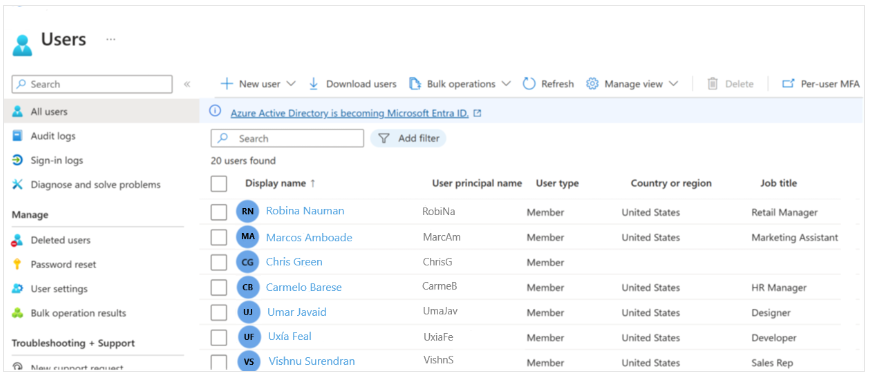 Users ...
Search «
New user Download users Bulk operations Refresh Manage view Delete Per-user MFA
All users
Audit logs
Sign-in logs
Diagnose and solve problems
Manage
Deleted users
Password reset
User settings
Bulk operation results
Troubleshooting + Support
New support request
Azure Active Directory is becoming Microsoft Entra ID.
Search Add filter
20 users found
Display name ↑ User principal name User type Country or region Job title
RN Robina Nauman RobiNa Member United States Retail Manager
MA Marcos Amboade MarcAm Member United States Marketing Assistant
CG Chris Green ChrisG Member
CB Carmelo Barese CarmeB Member United States HR Manager
UJ Umar Javaid UmaJav Member United States Designer
UF Uxía Feal UxiaFe Member United States Developer
VS Vishnu Surendran VishnS Member United States Sales Rep